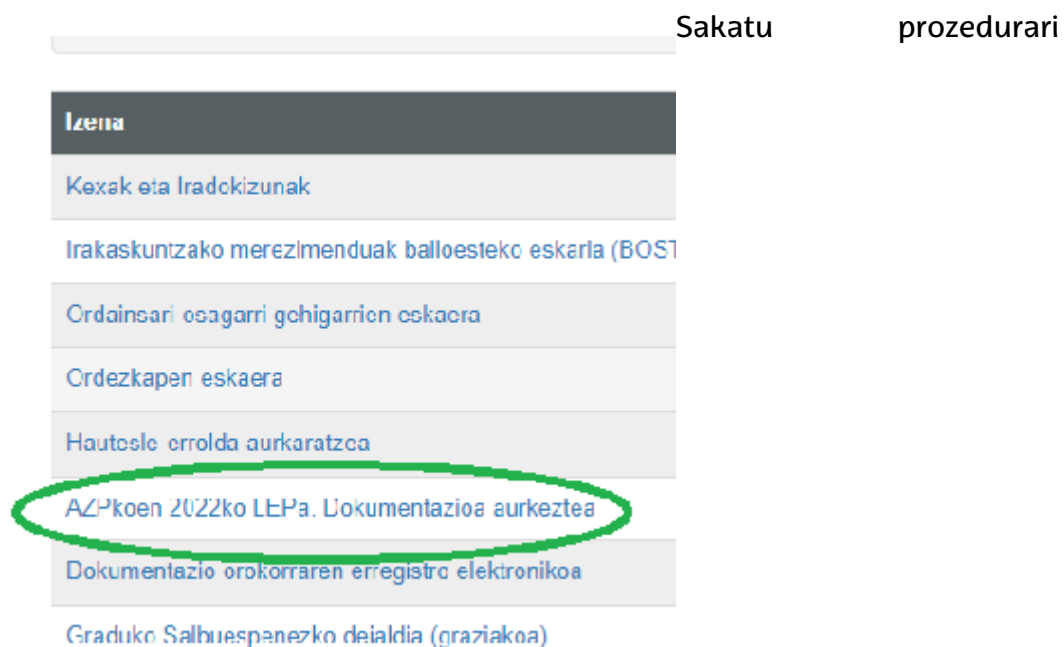 Sakatu prozedurari
Izena
Kexak eta Iradokizunak
Irakaskuntzako merezimenduak balioesteko eskaria (BOST
Ordainsari osagarri gehigarrien eskaera
Ordezkapen eskaera
Hautesle errolda aurkaratzea
AZPkoen 2022ko LEPa. Dokumentazioa aurkeztea
Dokumentazio orokorraren erregistro elektronikoa
Graduko Salbuespenezko deialdia (graziakoa)